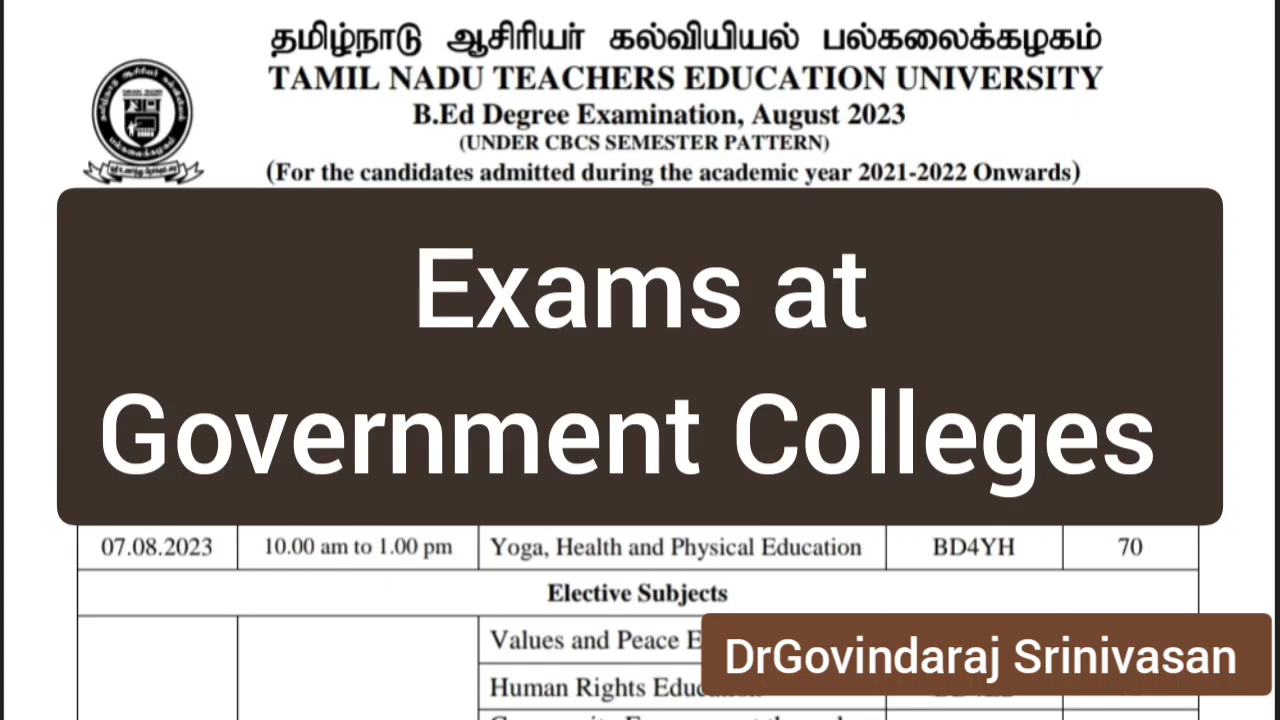 தமிழ்நாடு ஆசிரியர் கல்வியியல் பல்கலைக்கழகம்
TAMIL NADU TEACHERS EDUCATION UNIVERSITY
B.Ed Degree Examination, August 2023
(UNDER CBCS SEMESTER PATTERN)
(For the candidates admitted during the academic year 2021-2022 Onwards)
Exams at
Government Colleges
07.08.2023 10.00 am to 1.00 pm Yoga, Health and Physical Education BD4YH 70
Elective Subjects
Values and Peace E
Human Rights
DrGovindaraj Srinivasan